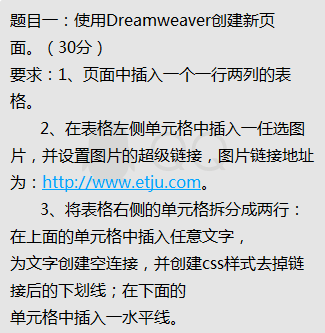 题目一：使用Dreamweaver创建新页
面。（30分）
要求：1、页面中插入一个一行两列的表
格。
2、在表格左侧单元格中插入一任选图
片，并设置图片的超级链接，图片链接地址
为：http://www.etju.com。
3、将表格右侧的单元格拆分成两行：
在上面的单元格中插入任意文字，
为文字创建空连接，并创建css样式去掉链
接后的下划线；在下面的
单元格中插入一水平线。